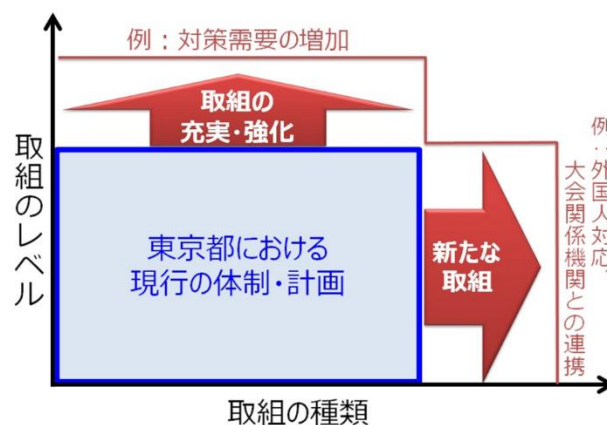 例：対策需要の増加
取組の
充実・強化
取組のレベル
東京都における
現行の体制・計画
新たな
取組
例：外国人対応、
大会関係機関との連携
取組の種類